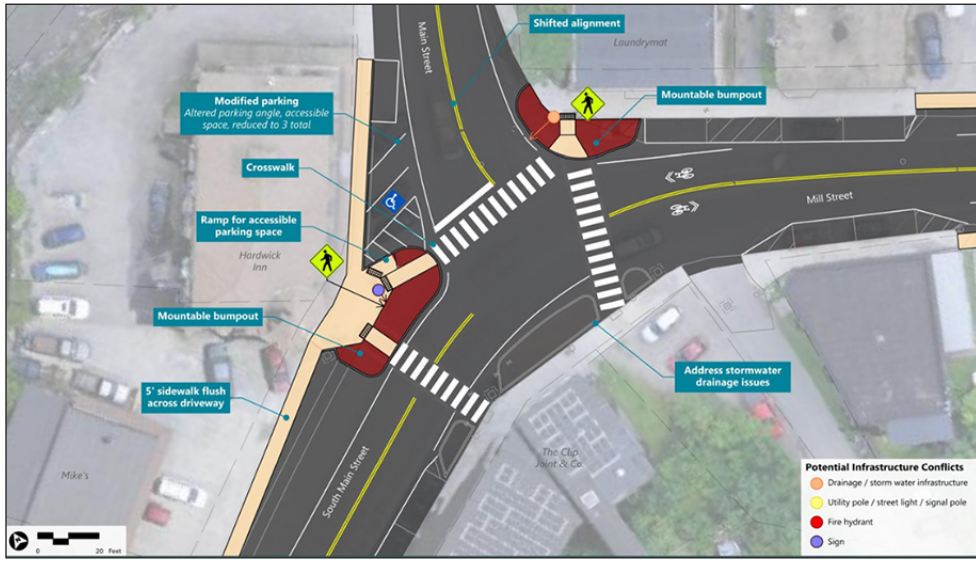 Main Street
Shifted alignment
Laundrymat
Modified parking
Altered parking angle, accessible
space, reduced to 3 total
Mountable bumpout
Crosswalk
Ramp for accessible
parking space
Hardwick
Inn
Mill Street
Mountable bumpout
Address stormwater
drainage issues
5' sidewalk flush
across driveway
Mike's
South Main Street
The Clip
Joint & Co.
Potential Infrastructure Conflicts
Drainage / storm water infrastructure
Utility pole / street light / signal pole
Fire hydrant
Sign
0 20 Feet